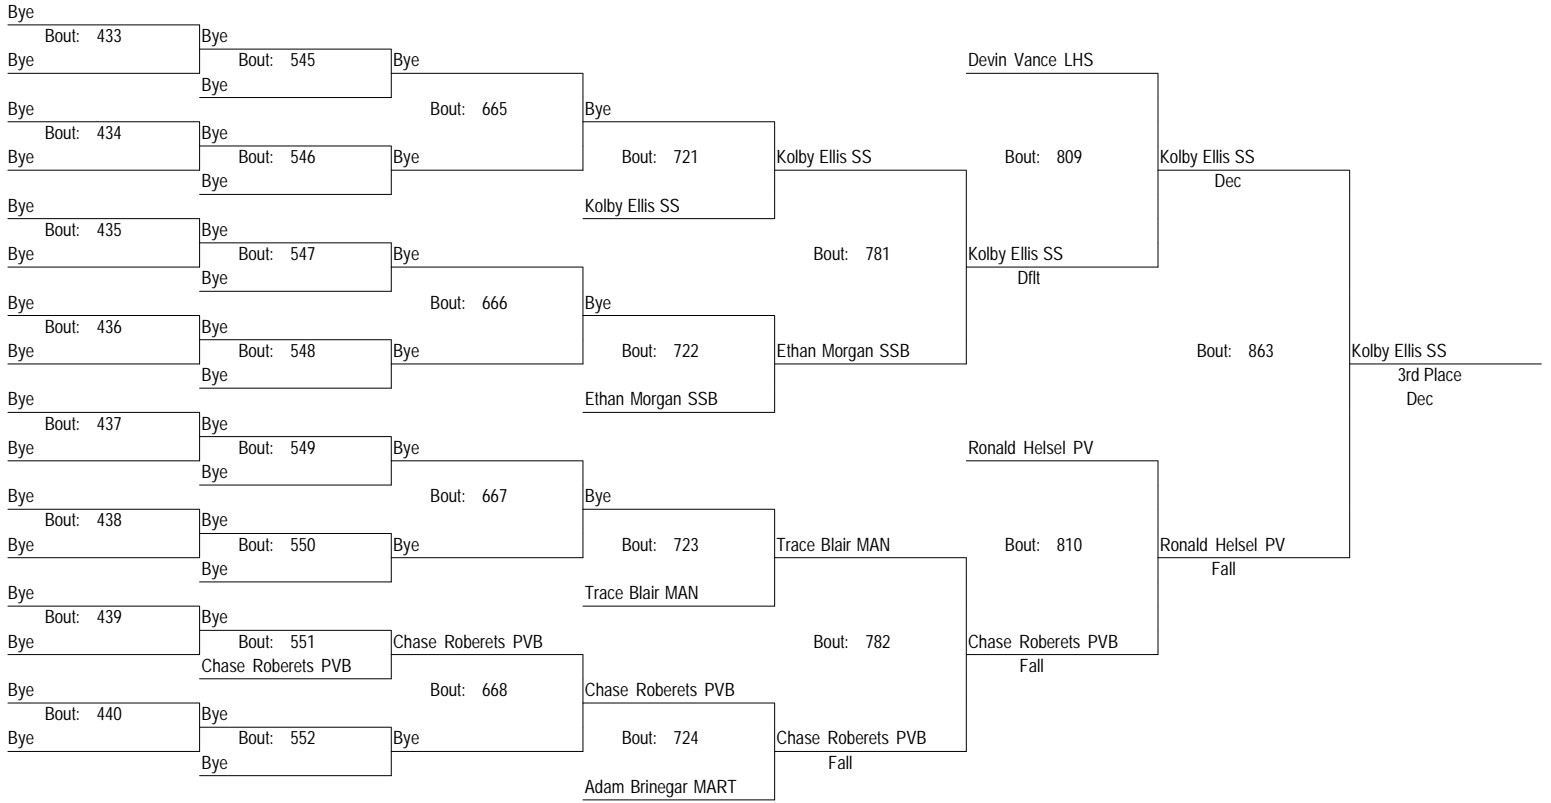 Bye
Bout: 433
Bye
Bye
Bout: 545
Bye
Bye
Bout: 665
Bye
Bout: 434
Bye
Bye
Bout: 546
Bye
Bye
Bye
Bout: 721
Kolby Ellis SS
Kolby Ellis SS
Bye
Bout: 435
Bye
Bye
Bout: 547
Bye
Bye
Bout: 666
Bye
Bout: 436
Bye
Bye
Bout: 548
Bye
Bye
Bye
Bout: 722
Ethan Morgan SSB
Ethan Morgan SSB
Bout: 781
Devin Vance LHS
Bout: 809
Kolby Ellis SS
Dflt
Kolby Ellis SS
Dec
Bye
Bout: 437
Bye
Bye
Bout: 549
Bye
Bye
Bout: 667
Bye
Bout: 438
Bye
Bye
Bout: 550
Bye
Bye
Bye
Bout: 723
Trace Blair MAN
Trace Blair MAN
Bye
Bout: 439
Bye
Bye
Bout: 551
Chase Roberets PVB
Chase Roberets PVB
Bout: 668
Bye
Bout: 440
Bye
Bye
Bout: 552
Bye
Bye
Chase Roberets PVB
Bout: 724
Adam Brinegar MART
Chase Roberets PVB
Fall
Bout: 782
Ronald Helsel PV
Bout: 810
Chase Roberets PVB
Fall
Ronald Helsel PV
Fall
Bout: 863
Kolby Ellis SS
3rd Place
Dec